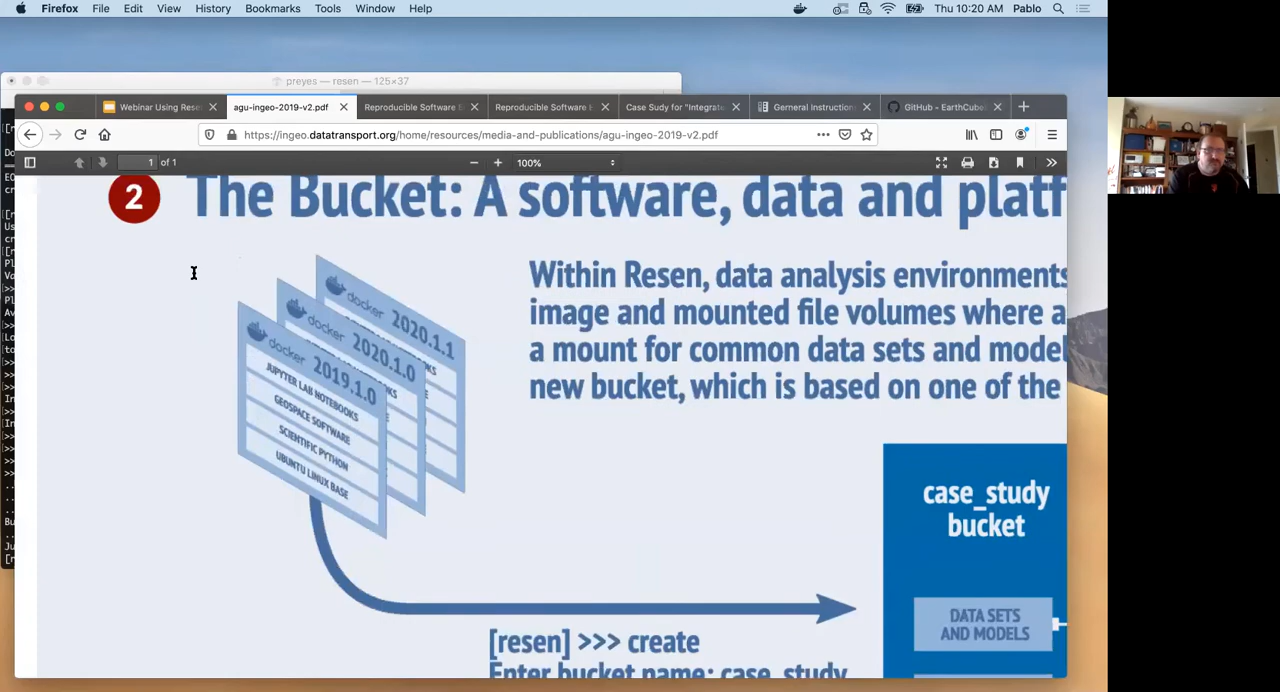 Firefox File Edit View History Bookmarks Tools Window Help Thu 10:20 AM Pablo
preyes — resen — 125×37
Webinar Using Rese
agu-ingeo-2019-v2.pdf
Reproducible Software
Reproducible Software
Case Sudy for "Integrat
General Instruction
GitHub - EarthCube
https://ingeo.datatransport.org/home/resources/media-and-publications/agu-ingeo-2019-v2.pdf
1 of 1
100%
2 The Bucket: A software, data and platf
Within Resen, data analysis environments
image and mounted file volumes where a
a mount for common data sets and model
new bucket, which is based on one of the
docker 2020.1.1
docker 2020.1.0
docker 2019.1.0
JUPYTER LAB NOTEBOOKS
GEOSPACE SOFTWARE
SCIENTIFIC PYTHON
UBUNTU LINUX BASE
case_study
bucket
DATA SETS
AND MODELS
[resen] >>> create
Enter bucket name: case_study